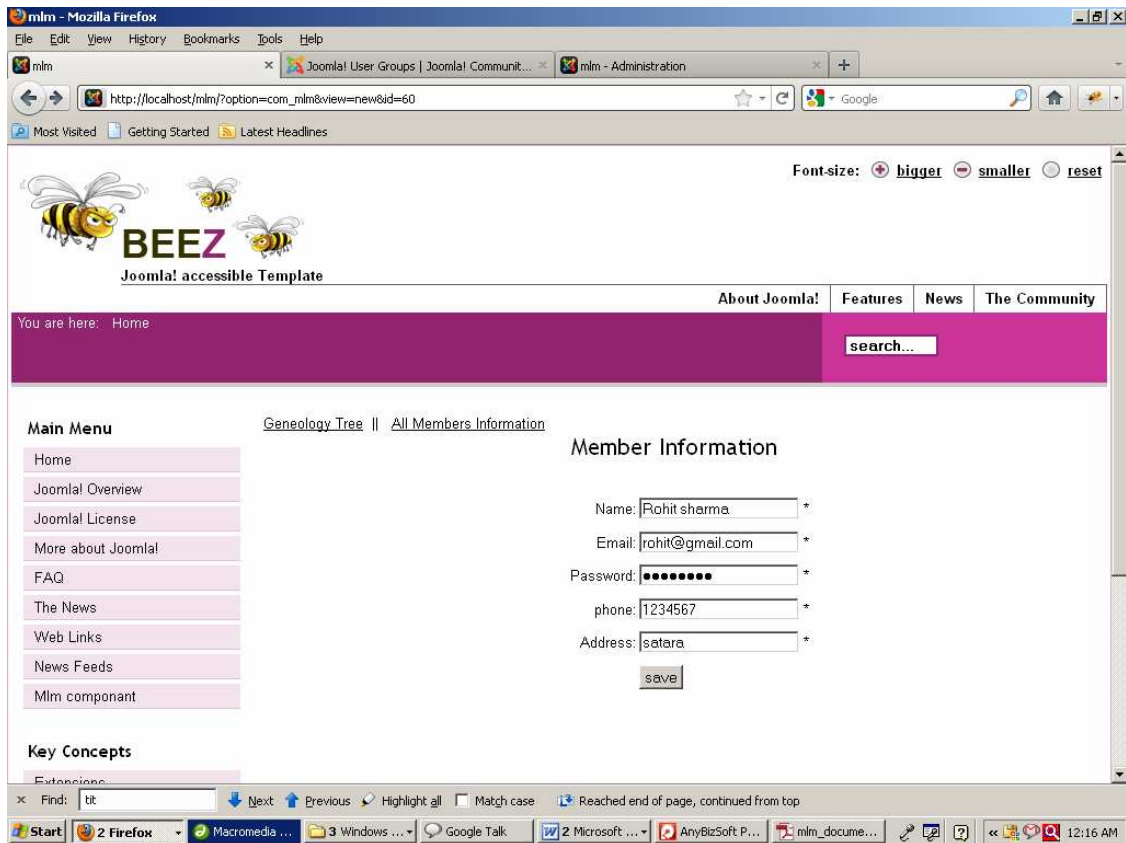 mlm - Mozilla Firefox
File Edit View History Bookmarks Tools Help
mlm Joomla! User Groups | Joomla! Communit... mlm - Administration
http://localhost/mlm/?option=com_mlm&view=new&id=60 Google
Most Visited Getting Started Latest Headlines
Font-size: bigger smaller reset
BEEZ
Joomla! accessible Template
About Joomla! Features News The Community
You are here: Home
search...
Main Menu
Home
Joomla! Overview
Joomla! License
More about Joomla!
FAQ
The News
Web Links
News Feeds
Mlm componant
Key Concepts
Extensions
Geneology Tree || All Members Information
Member Information
Name: Rohit sharma *
Email: rohit@gmail.com *
Password: ●●●●●●●● *
phone: 1234567 *
Address: satara *
save
× Find: tit Next Previous Highlight all Match case Reached end of page, continued from top
Start 2 Firefox Macromedia ... 3 Windows ... Google Talk 2 Microsoft ... AnyBizSoft P... mlm_docume... « 12:16 AM